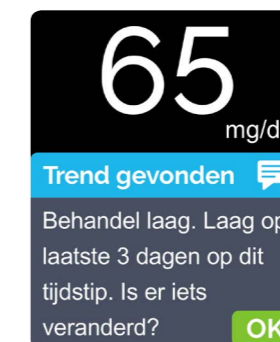 65
mg/d
Trend gevonden
Behandel laag. Laag op
laatste 3 dagen op dit
tijdstip. Is er iets
veranderd?
OK